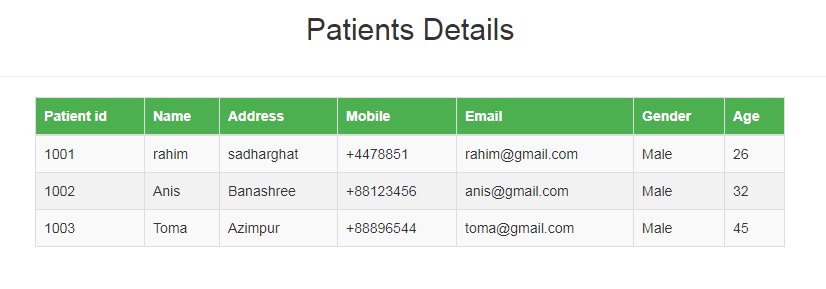 Patients Details
Patient id Name Address Mobile Email Gender Age
1001 rahim sadharghat +4478851 rahim@gmail.com Male 26
1002 Anis Banashree +88123456 anis@gmail.com Male 32
1003 Toma Azimpur +88896544 toma@gmail.com Male 45